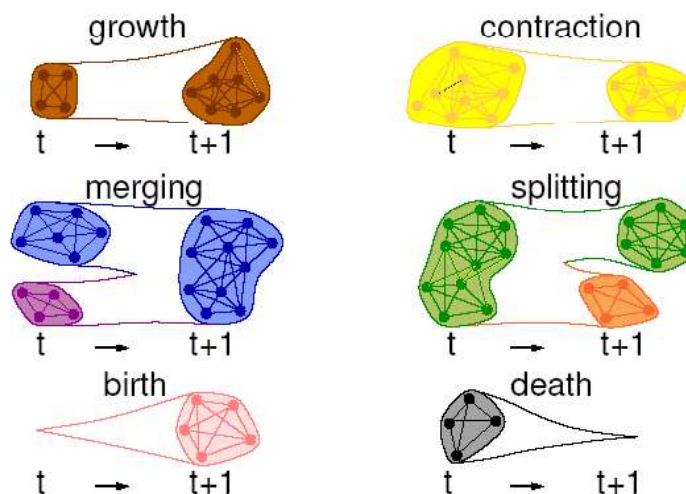 growth
t → t+1
contraction
t → t+1
merging
t → t+1
splitting
t → t+1
birth
t → t+1
death
t → t+1